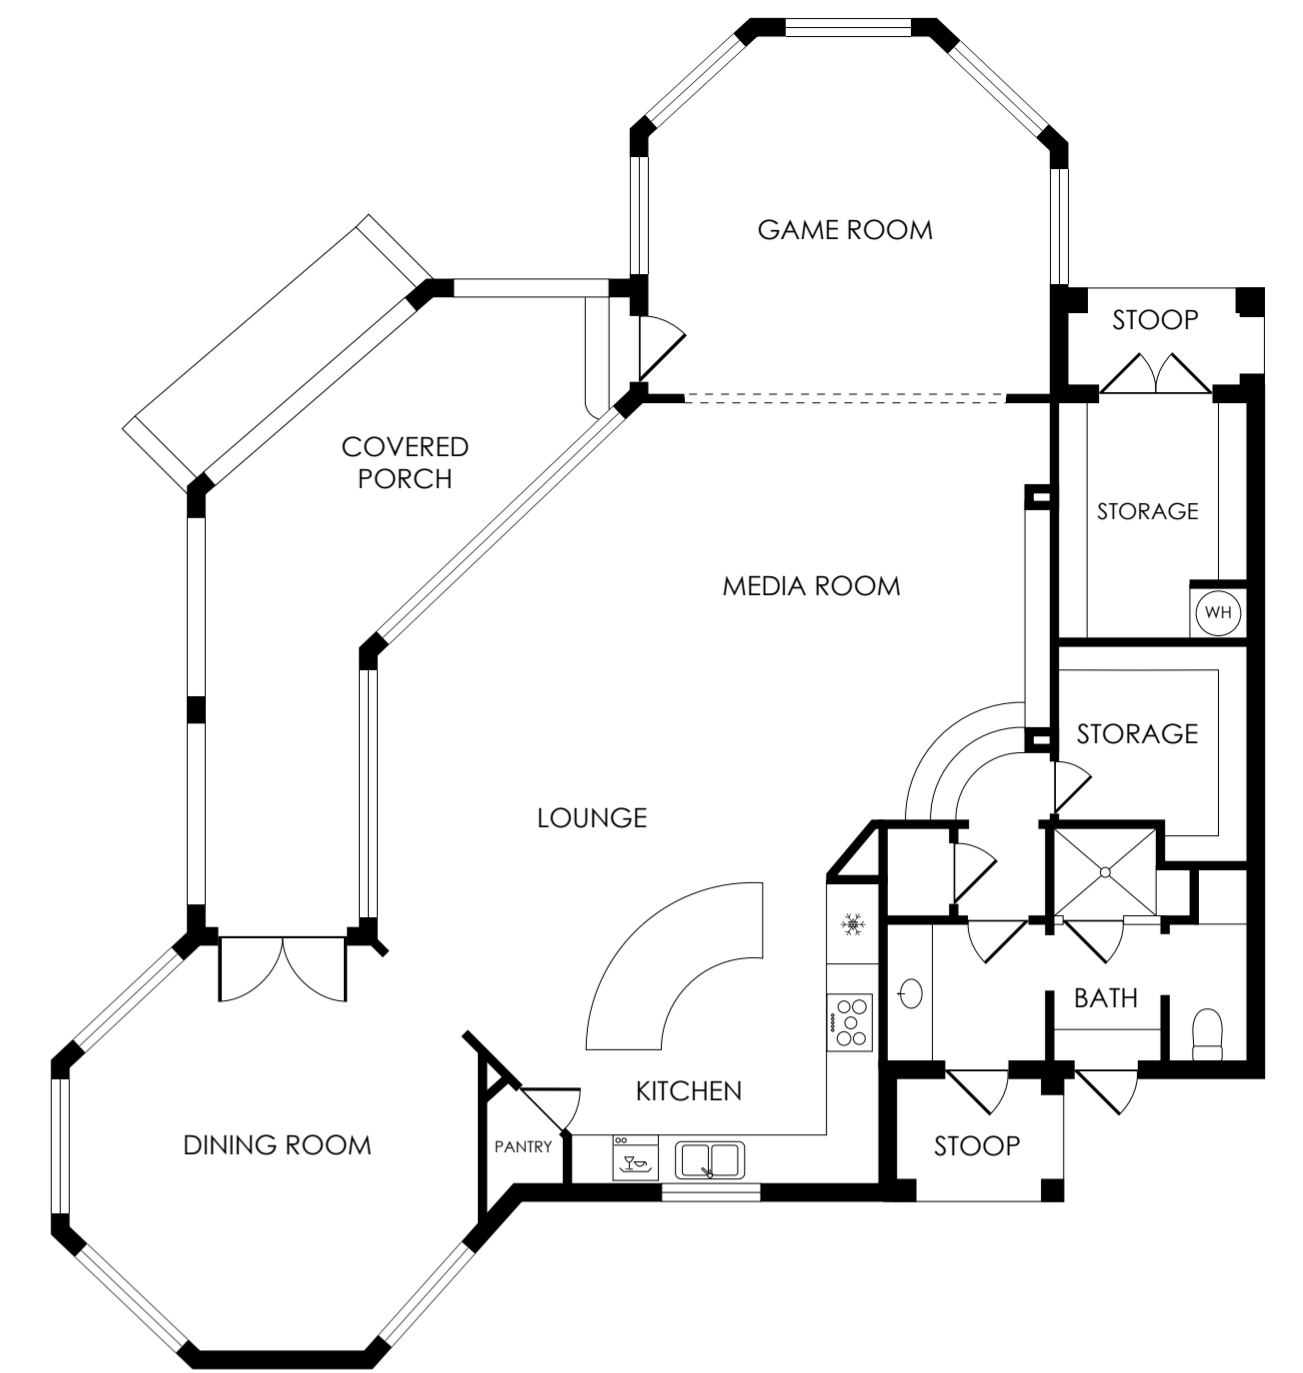 GAME ROOM
STOOP
COVERED
PORCH
STORAGE
MEDIA ROOM
WH
STORAGE
LOUNGE
BATH
KITCHEN
DINING ROOM
PANTRY
STOOP